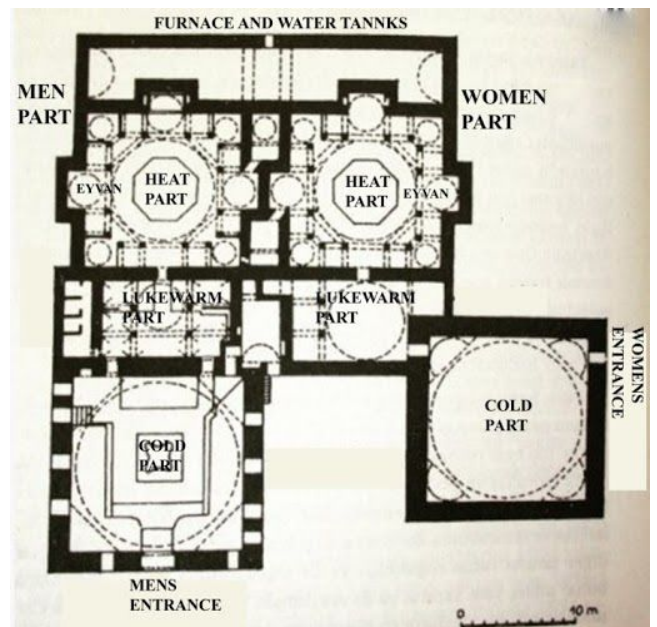 FURNACE AND WATER TANNKS
MEN
PART
WOMEN
PART
HEAT
PART
HEAT
PART
EYVAN
EYVAN
LUKEWARM
PART
LUKEWARM
PART
WOMENS
ENTRANCE
COLD
PART
COLD
PART
MENS
ENTRANCE
0 10 m